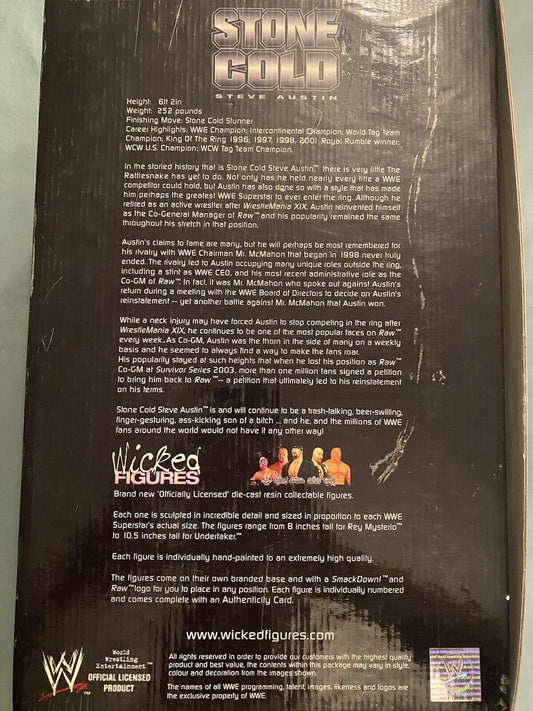 STONE
COLD
STEVE AUSTIN
Height: 6ft 2in
Weight: 252 pounds
Finishing Move: Stone Cold Stunner
Career Highlights: WWE Champion; Intercontinental Champion; World Tag Team
Champion; King Of The Ring 1996; 1997, 1998, 2001 Royal Rumble winner;
WCW U.S. Champion; WCW Tag Team Champion.
In the storied history that is Stone Cold Steve Austin,™ there is very little The
Rattlesnake has yet to do. Not only has he held nearly every title a WWE
competitor could hold, but Austin has also done so with a style that has made
him perhaps the greatest WWE Superstar to ever enter the ring. Although he
retired as an active wrestler after WrestleMania XIX, Austin reinvented himself
as the Co-General Manager of Raw™ and his popularity remained the same
throughout his stretch in that position.
Austin's claims to fame are many, but he will perhaps be most remembered for
his rivalry with WWE Chairman Mr. McMahon that began in 1998 never truly
ended. The rivalry led to Austin occupying many unique roles outside the ring,
including a stint as WWE CEO, and his most recent administrative role as the
Co-GM of Raw.™ In fact, it was Mr. McMahon who spoke out against Austin's
return during a meeting with the WWE Board of Directors to decide on Austin's
reinstatement -- yet another battle against Mr. McMahon that Austin won.
While a neck injury may have forced Austin to stop competing in the ring after
WrestleMania XIX, he continues to be one of the most popular faces on Raw™
every week. As Co-GM, Austin was the thorn in the side of many on a weekly
basis and he seemed to always find a way to make the fans roar.
His popularity stayed at such heights that when he lost his position as Raw™
Co-GM at Survivor Series 2003, more than one million fans signed a petition
to bring him back to Raw™-- a petition that ultimately led to his reinstatement
on his terms.
Stone Cold Steve Austin™ is and will continue to be a trash-talking, beer-swilling,
finger-gesturing, ass-kicking son of a bitch ... and he, and the millions of WWE
fans around the world would not have it any other way!
Wicked
FIGURES
Brand new 'Officially Licensed' die-cast resin collectable figures.
Each one is sculpted in incredible detail and sized in proportion to each WWE
Superstar's actual size. The figures range from 8 inches tall for Rey Mysterio™
to 10.5 inches tall for Undertaker.™
Each figure is individually hand-painted to an extremely high quality.
The figures come on their own branded base and with a SmackDown!™ and
Raw™ logo for you to place in any position. Each figure is individually numbered
and comes complete with an Authenticity Card.
www.wickedfigures.com
W
World
Wrestling
Entertainment™
OFFICIAL LICENSED
PRODUCT
™
All rights reserved in order to provide our customers with the highest quality
product and best value, the contents within this package may vary in style,
colour and decoration from the images shown.
The names of all WWE programming, talent, images, likeness and logos are
the exclusive property of WWE.